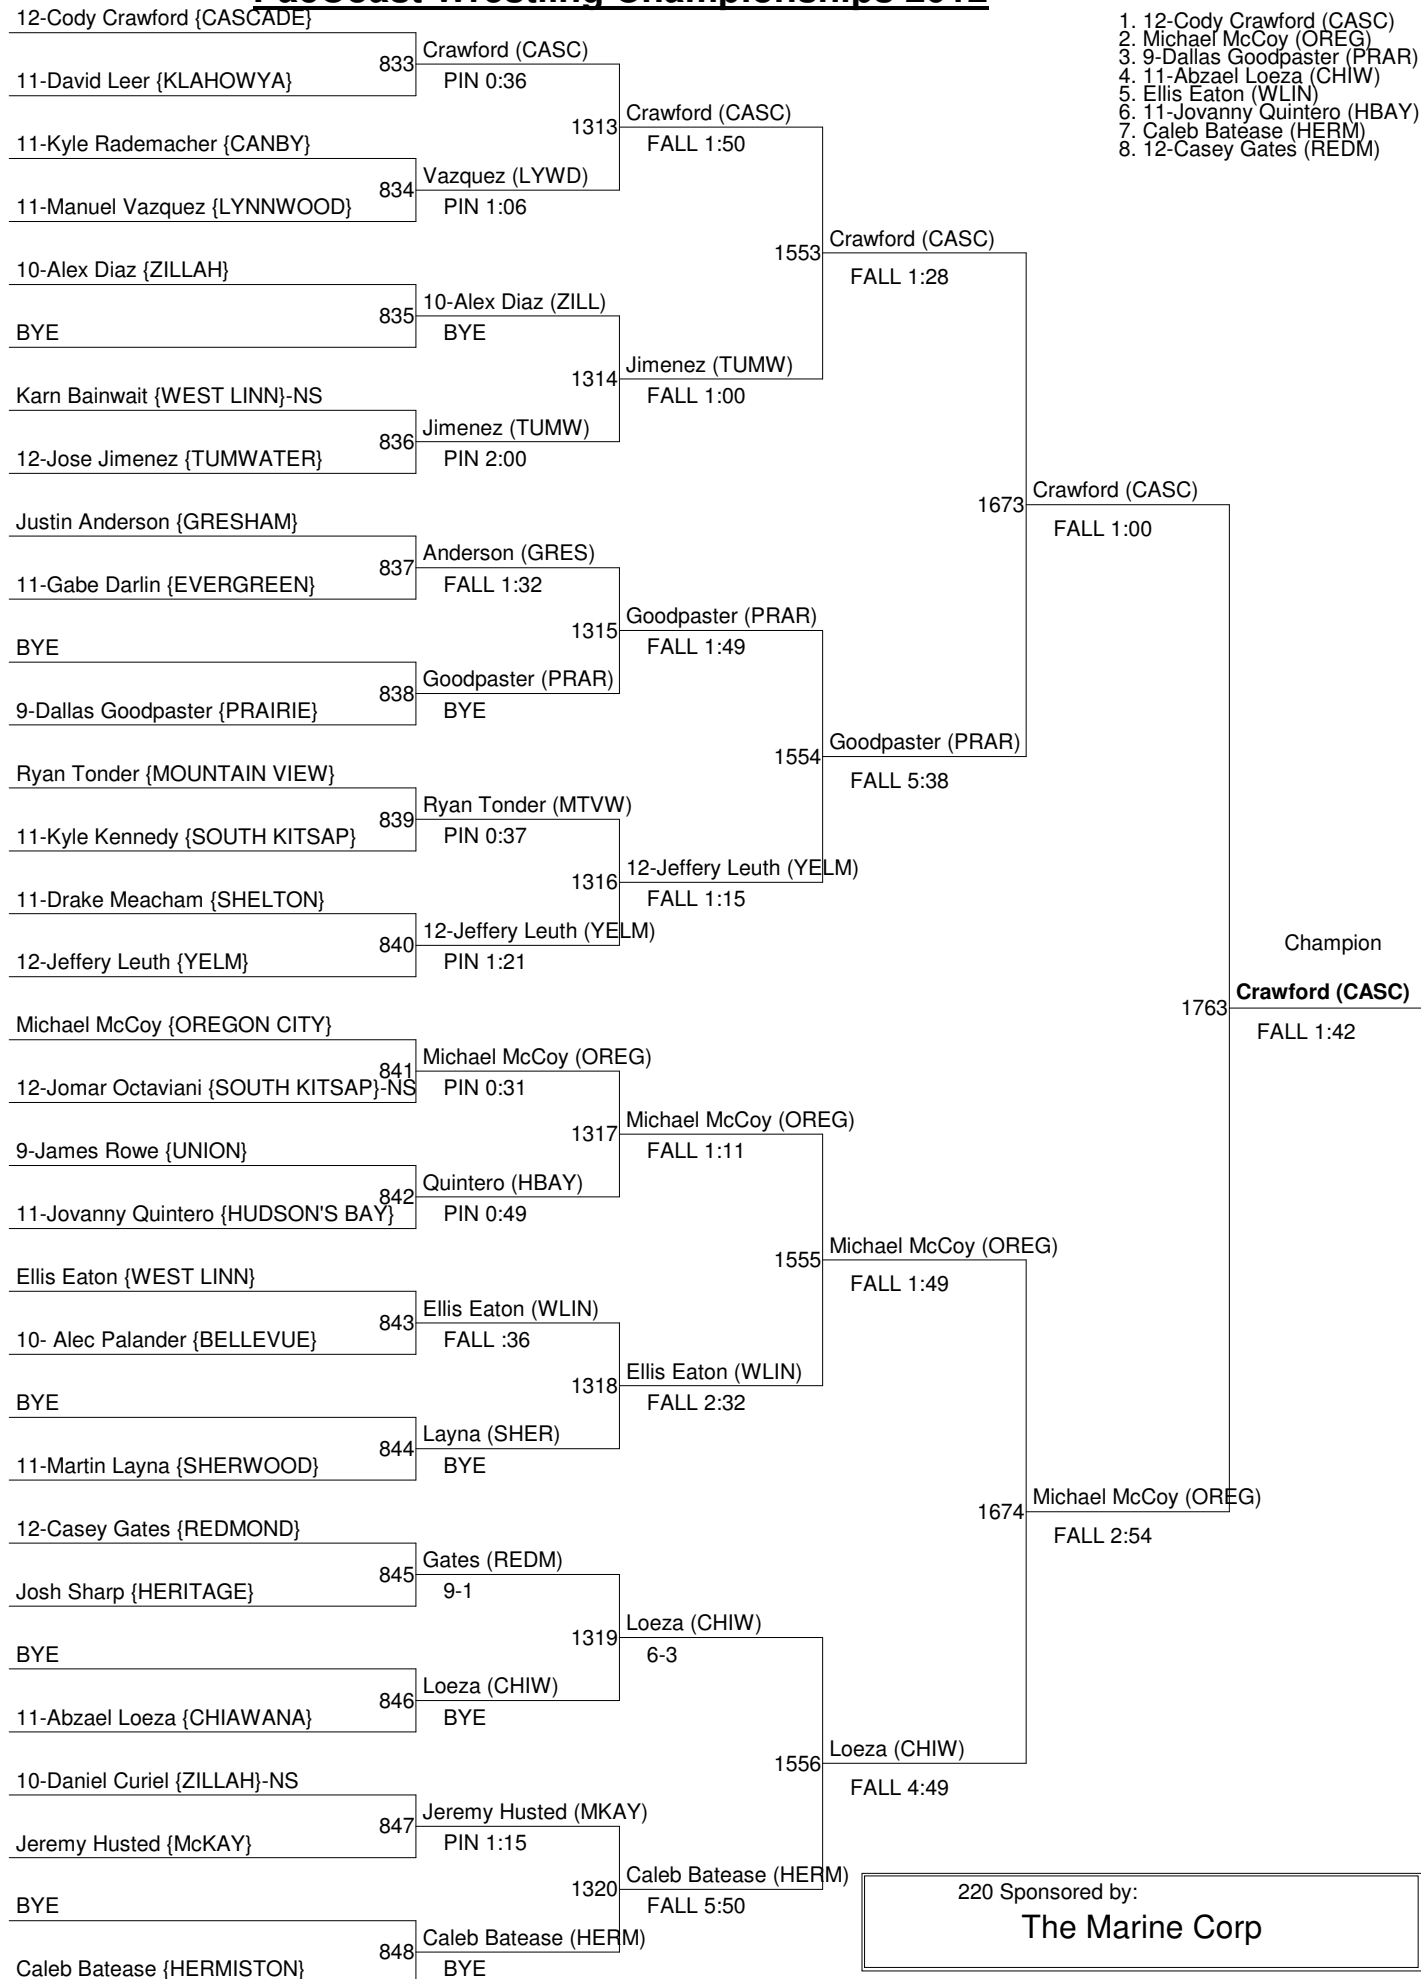 PacCoast Wrestling Championships 2012
1. 12-Cody Crawford (CASC)
2. Michael McCoy (OREG)
3. 9-Dallas Goodpaster (PRAR)
4. 11-Abzael Loeza (CHIW)
5. Ellis Eaton (WLIN)
6. 11-Jovanny Quintero (HBAY)
7. Caleb Batease (HERM)
8. 12-Casey Gates (REDM)
12-Cody Crawford {CASCADE}
833 Crawford (CASC)
11-David Leer {KLAHOWYA}
PIN 0:36
1313 Crawford (CASC)
FALL 1:50
11-Kyle Rademacher {CANBY}
834 Vazquez (LYWD)
11-Manuel Vazquez {LYNNWOOD}
PIN 1:06
1553 Crawford (CASC)
FALL 1:28
10-Alex Diaz {ZILLAH}
835 10-Alex Diaz (ZILL)
BYE
BYE
1314 Jimenez (TUMW)
FALL 1:00
Karn Bainwait {WEST LINN}-NS
836 Jimenez (TUMW)
12-Jose Jimenez {TUMWATER}
PIN 2:00
1673 Crawford (CASC)
FALL 1:00
Justin Anderson {GRESHAM}
837 Anderson (GRES)
11-Gabe Darlin {EVERGREEN}
FALL 1:32
1315 Goodpaster (PRAR)
FALL 1:49
BYE
838 Goodpaster (PRAR)
9-Dallas Goodpaster {PRAIRIE}
BYE
1554 Goodpaster (PRAR)
FALL 5:38
Ryan Tonder {MOUNTAIN VIEW}
839 Ryan Tonder (MTVW)
11-Kyle Kennedy {SOUTH KITSAP}
PIN 0:37
1316 12-Jeffery Leuth (YELM)
FALL 1:15
11-Drake Meacham {SHELTON}
840 12-Jeffery Leuth (YELM)
12-Jeffery Leuth {YELM}
PIN 1:21
Champion
1763 Crawford (CASC)
FALL 1:42
Michael McCoy {OREGON CITY}
841 Michael McCoy (OREG)
12-Jomar Octaviani {SOUTH KITSAP}-NS
PIN 0:31
1317 Michael McCoy (OREG)
FALL 1:11
9-James Rowe {UNION}
842 Quintero (HBAY)
11-Jovanny Quintero {HUDSON'S BAY}
PIN 0:49
1555 Michael McCoy (OREG)
FALL 1:49
Ellis Eaton {WEST LINN}
843 Ellis Eaton (WLIN)
10- Alec Palander {BELLEVUE}
FALL :36
1318 Ellis Eaton (WLIN)
FALL 2:32
BYE
844 Layna (SHER)
11-Martin Layna {SHERWOOD}
BYE
1674 Michael McCoy (OREG)
FALL 2:54
12-Casey Gates {REDMOND}
845 Gates (REDM)
Josh Sharp {HERITAGE}
9-1
1319 Loeza (CHIW)
6-3
BYE
846 Loeza (CHIW)
11-Abzael Loeza {CHIAWANA}
BYE
1556 Loeza (CHIW)
FALL 4:49
10-Daniel Curiel {ZILLAH}-NS
847 Jeremy Husted (MKAY)
Jeremy Husted {McKAY}
PIN 1:15
1320 Caleb Batease (HERM)
FALL 5:50
BYE
848 Caleb Batease (HERM)
Caleb Batease {HERMISTON}
BYE
220 Sponsored by:
The Marine Corp